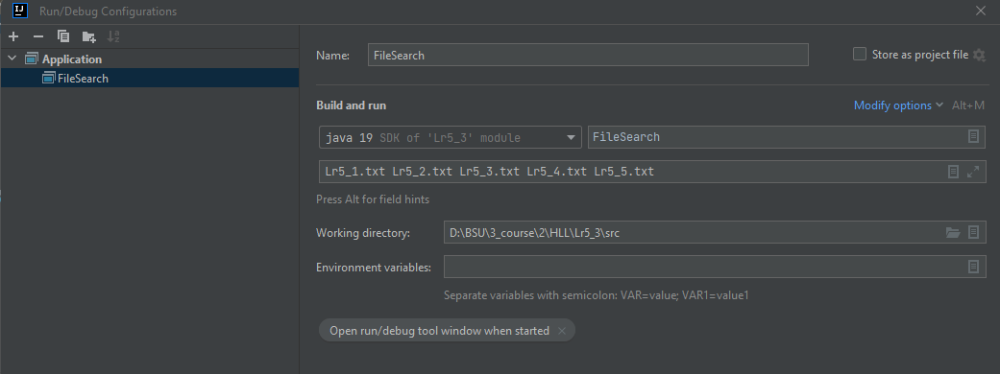 IJ Run/Debug Configurations
Application
FileSearch
Name: FileSearch Store as project file
Build and run Modify options Alt+M
java 19 SDK of 'Lr5_3' module FileSearch
Lr5_1.txt Lr5_2.txt Lr5_3.txt Lr5_4.txt Lr5_5.txt
Press Alt for field hints
Working directory: D:\BSU\3_course\2\HLL\Lr5_3\src
Environment variables:
Separate variables with semicolon: VAR=value; VAR1=value1
Open run/debug tool window when started